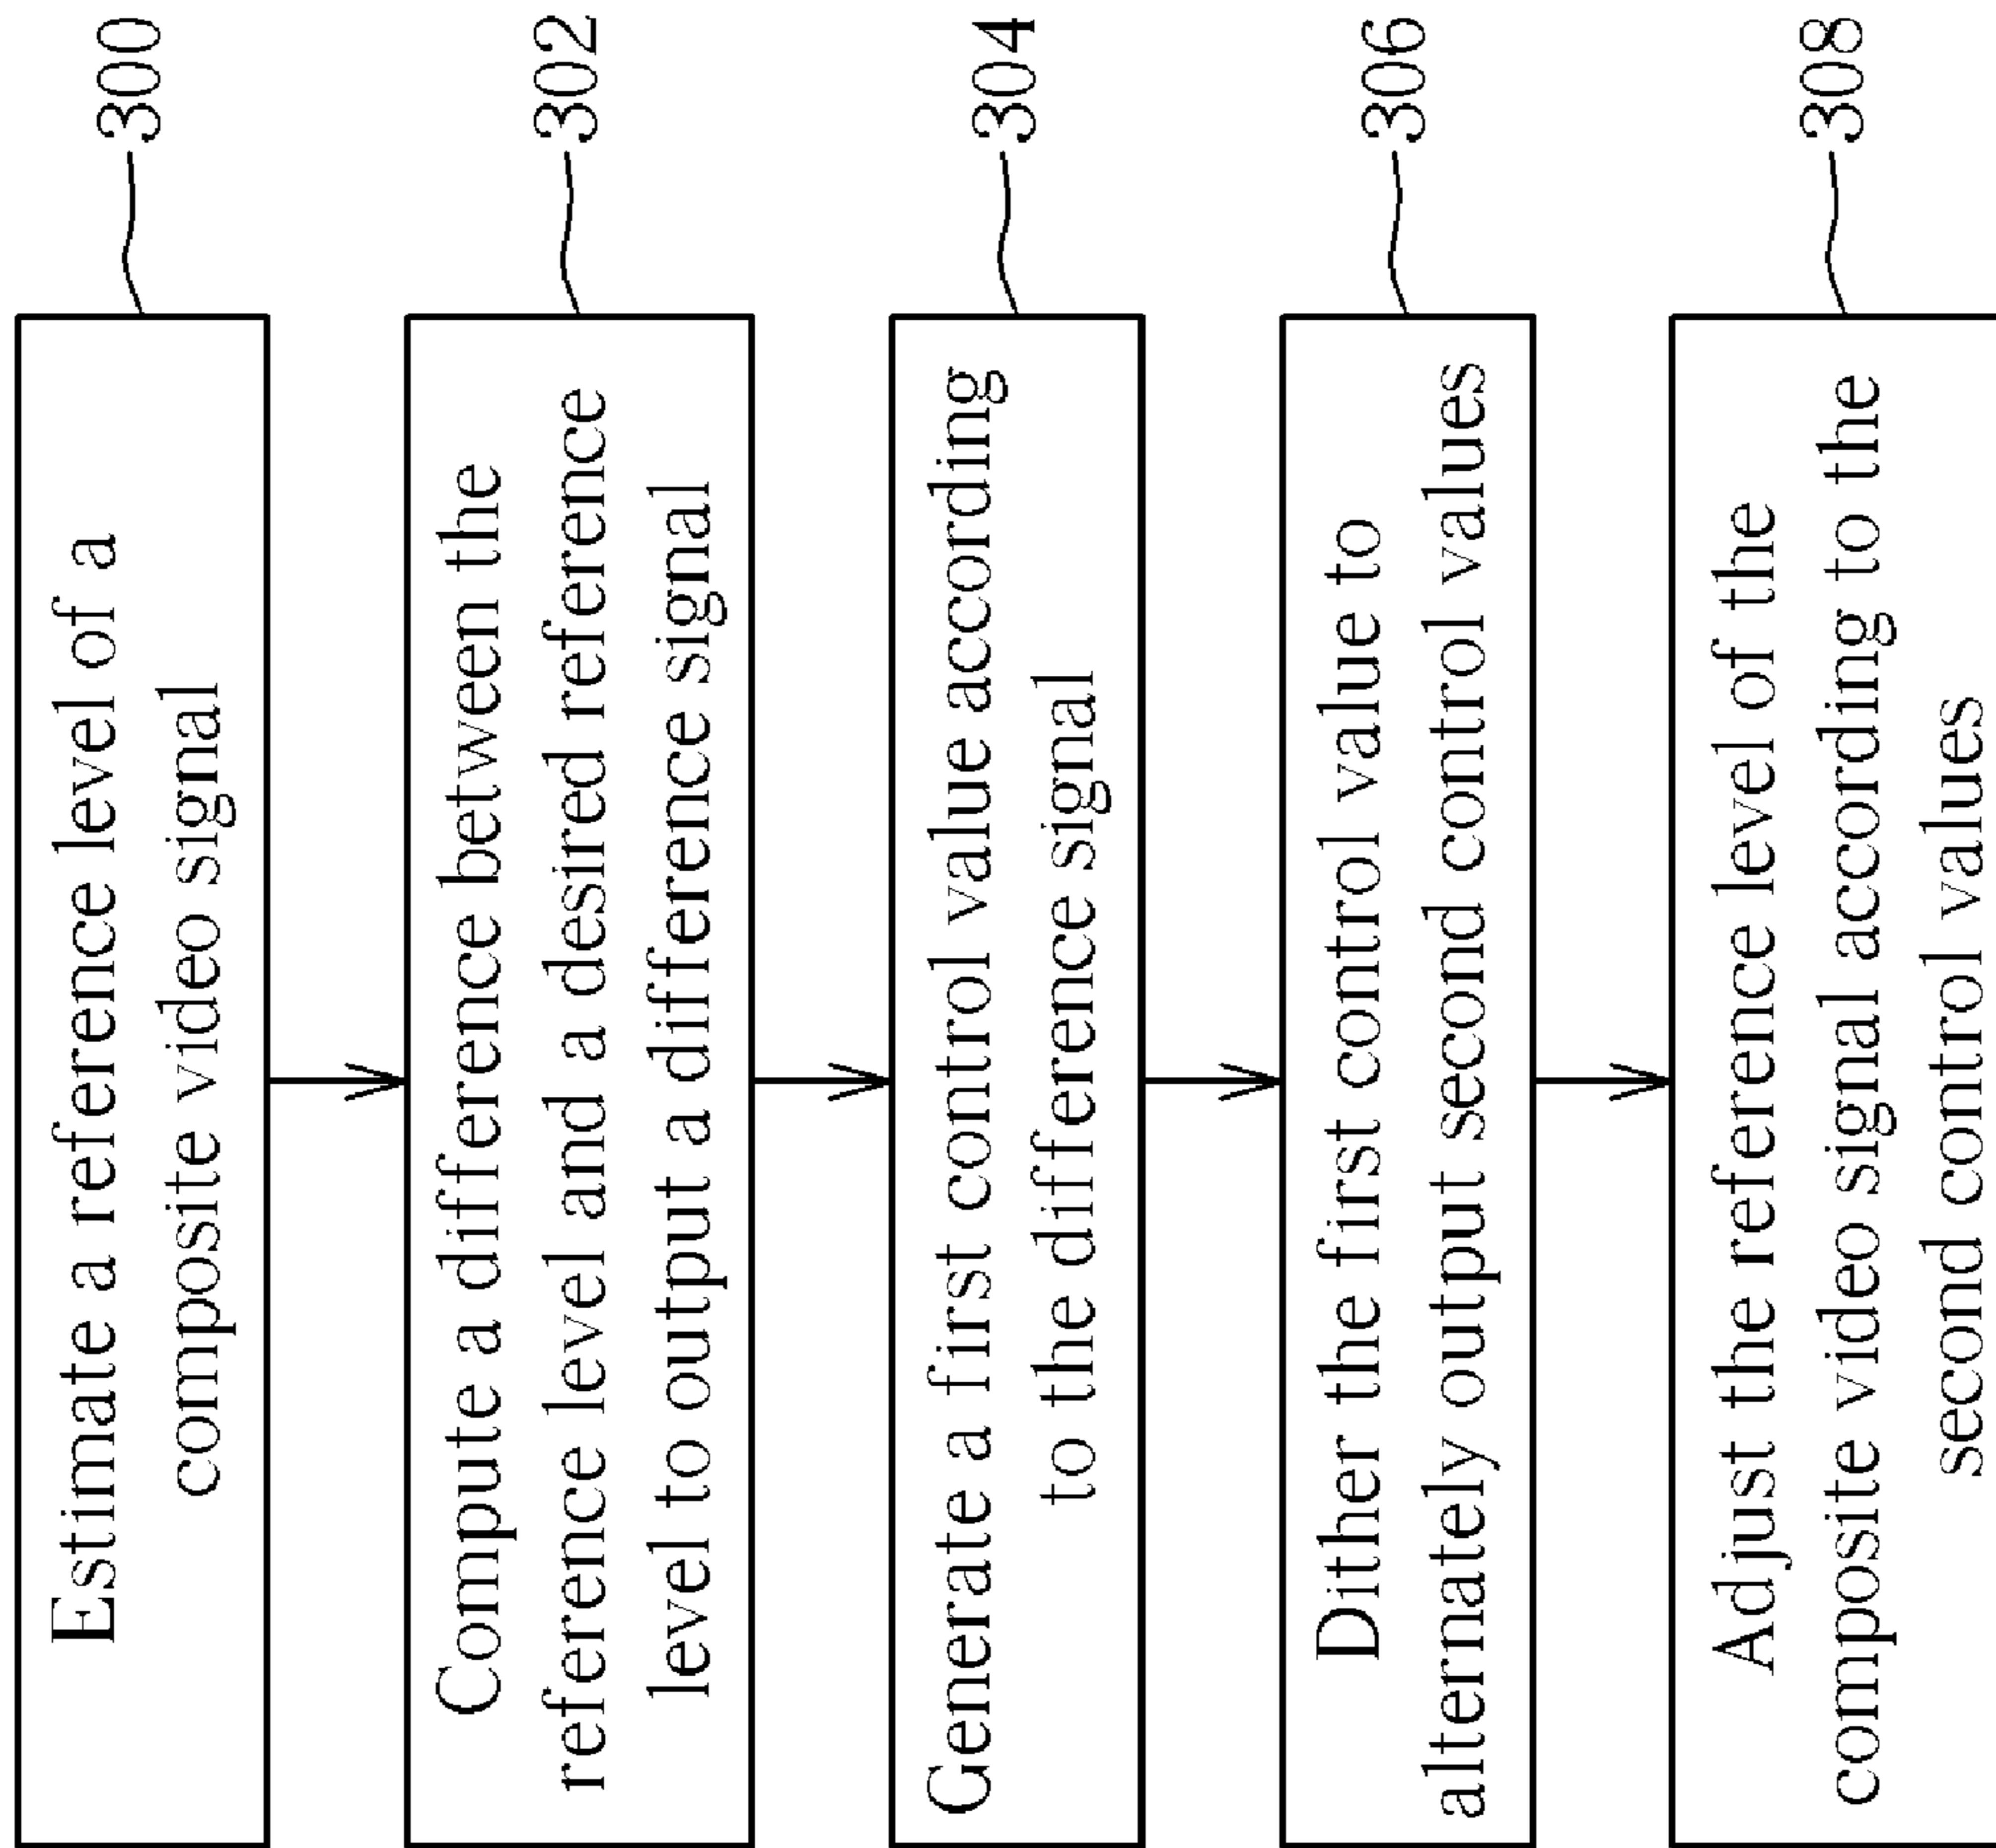 Estimate a reference level of a
composite video signal
300
Compute a difference between the
reference level and a desired reference
level to output a difference signal
302
Generate a first control value according
to the difference signal
304
Dither the first control value to
alternately output second control values
306
Adjust the reference level of the
composite video signal according to the
second control values
308